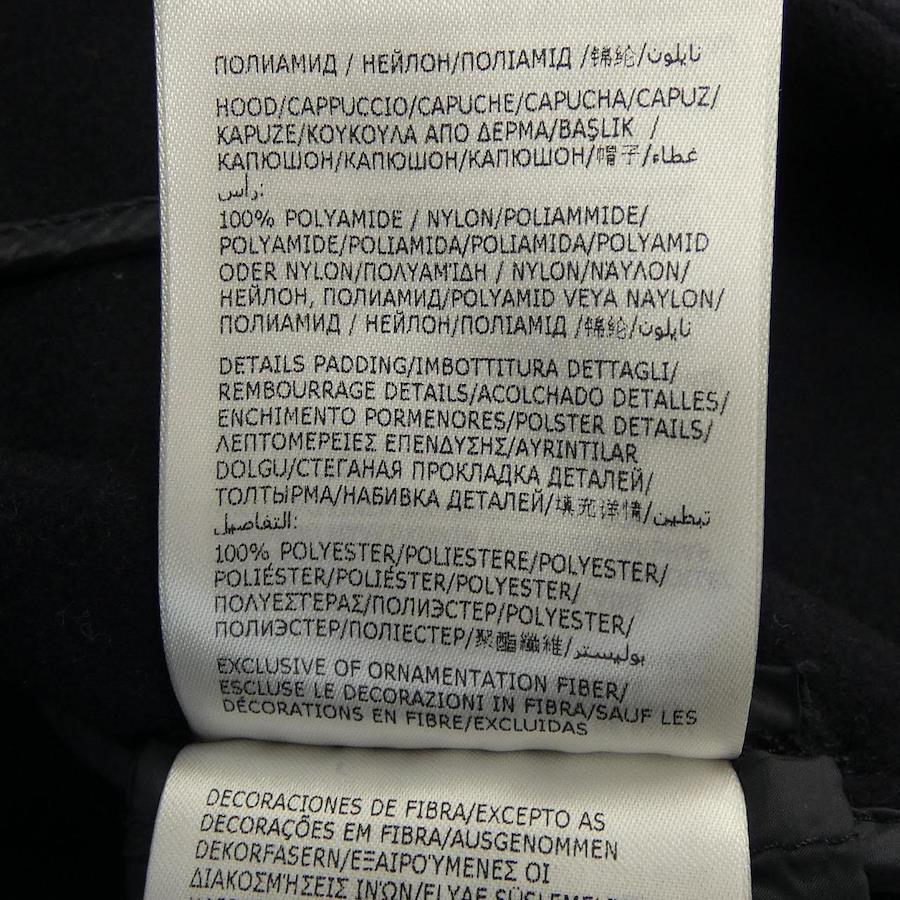 ПОЛИАМИД / НЕЙЛОН/ПОЛІАМІД /锦纶/نايلون
HOOD/CAPPUCCIO/CAPUCHE/CAPUCHA/CAPUZ/
KAPUZE/ΚΟΥΚΟΥΛΑ ΑΠΟ ΔΕΡΜΑ/BAŞLIK /
КАПЮШОН/КАПЮШОН/КАПЮШОН/帽子/غطاء
رأس:
100% POLYAMIDE / NYLON/POLIAMMIDE/
POLYAMIDE/POLIAMIDA/POLIAMIDA/POLYAMID
ODER NYLON/ΠΟΛΥΑΜΊΔΗ / NYLON/ΝΆΥΛΟΝ/
НЕЙЛОН, ПОЛИАМИД/POLYAMID VEYA NAYLON/
ПОЛИАМИД / НЕЙЛОН/ПОЛІАМІД /锦纶/نايلون
DETAILS PADDING/IMBOTTITURA DETTAGLI/
REMBOURRAGE DETAILS/ACOLCHADO DETALLES/
ENCHIMENTO PORMENORES/POLSTER DETAILS/
ΛΕΠΤΟΜΕΡΕΙΕΣ ΕΠΕΝΔΥΣΗΣ/AYRINTILAR
DOLGU/СТЕГАНАЯ ПРОКЛАДКА ДЕТАЛЕЙ/
ТОЛТЫРМА/НАБИВКА ДЕТАЛЕЙ/填充详情/تبطين
التفاصيل:
100% POLYESTER/POLIESTERE/POLYESTER/
POLIÉSTER/POLIÉSTER/POLYESTER/
ΠΟΛΥΕΣΤΕΡΑΣ/ПОЛИЭСТЕР/POLYESTER/
ПОЛИЭСТЕР/ПОЛІЕСТЕР/聚酯纖維/بوليستر
EXCLUSIVE OF ORNAMENTATION FIBER/
ESCLUSE LE DECORAZIONI IN FIBRA/SAUF LES
DÉCORATIONS EN FIBRE/EXCLUIDAS
DECORACIONES DE FIBRA/EXCEPTO AS
DECORAÇÕES EM FIBRA/AUSGENOMMEN
DEKORFASERN/ΕΞΑΙΡΟΎΜΕΝΕΣ ΟΙ
ΔΙΑΚΟΣΜΉΣΕΙΣ ΙΝΏΝ/ELYAF